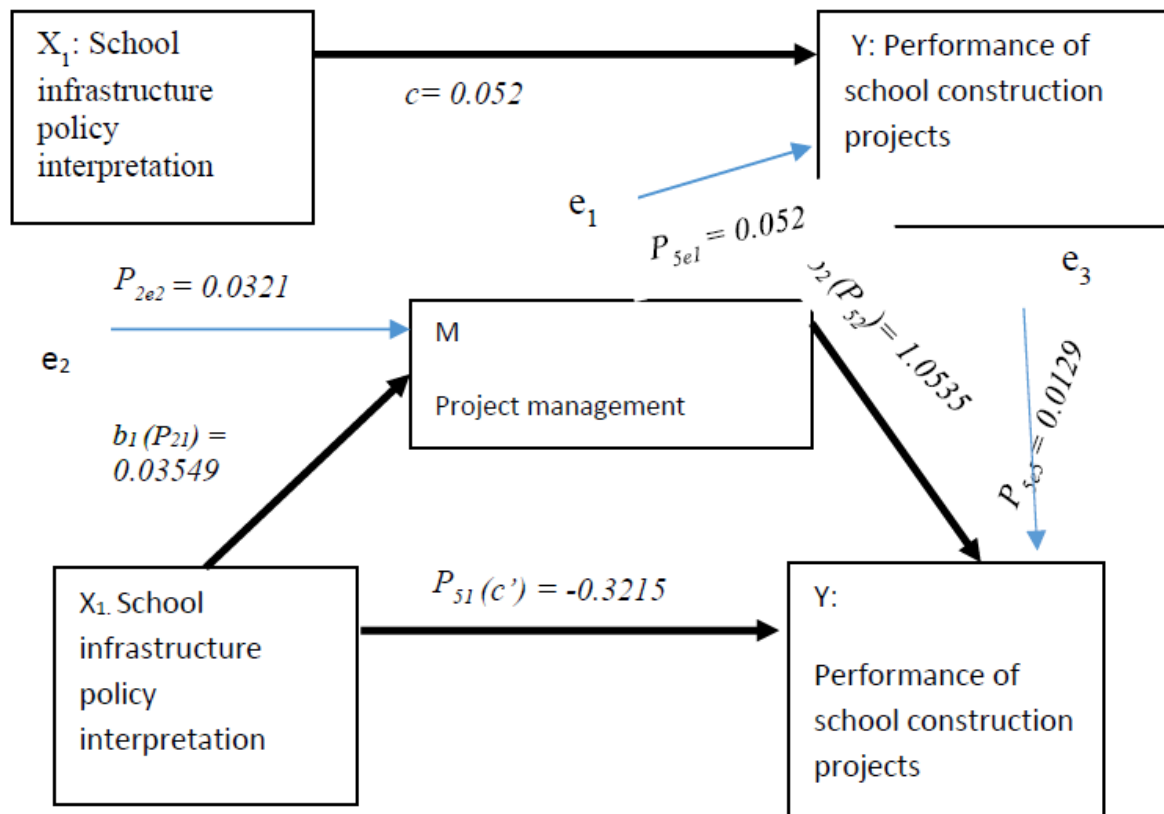 X1: School
infrastructure
policy
interpretation
c= 0.052
Y: Performance of
school construction
projects
e1
P5e1 = 0.052
e3
P2e2 = 0.0321
e2
M
Project management
2 (P52) = 1.0535
P5e5 = 0.0129
b1 (P21) =
0.03549
X1. School
infrastructure
policy
interpretation
P51 (c’) = -0.3215
Y:
Performance of
school construction
projects